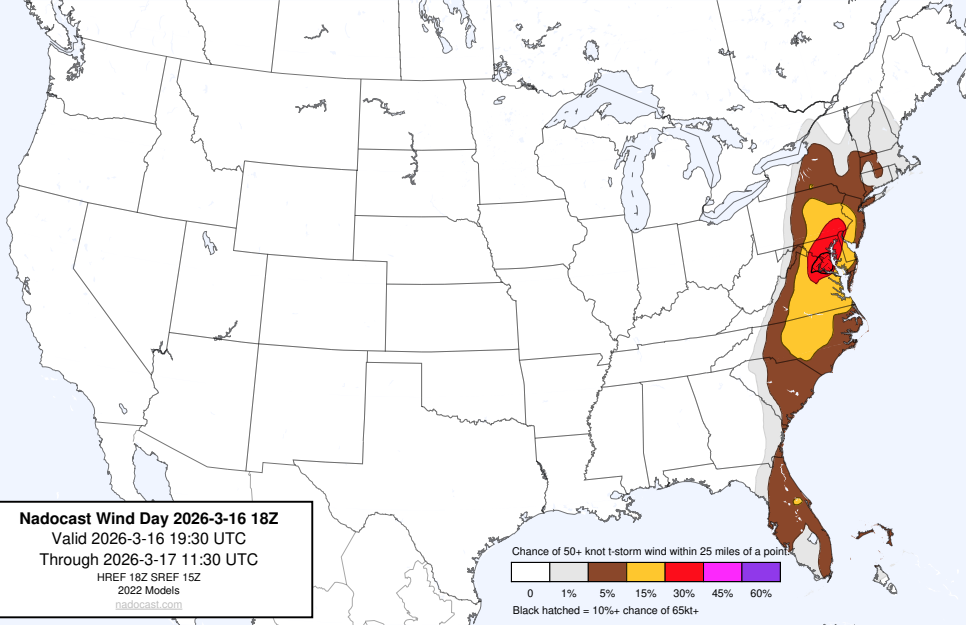 Nadocast Wind Day 2026-3-16 18Z
Valid 2026-3-16 19:30 UTC
Through 2026-3-17 11:30 UTC
HREF 18Z SREF 15Z
2022 Models
nadocast.com
Chance of 50+ knot t-storm wind within 25 miles of a point.
0 1% 5% 15% 30% 45% 60%
Black hatched = 10%+ chance of 65kt+